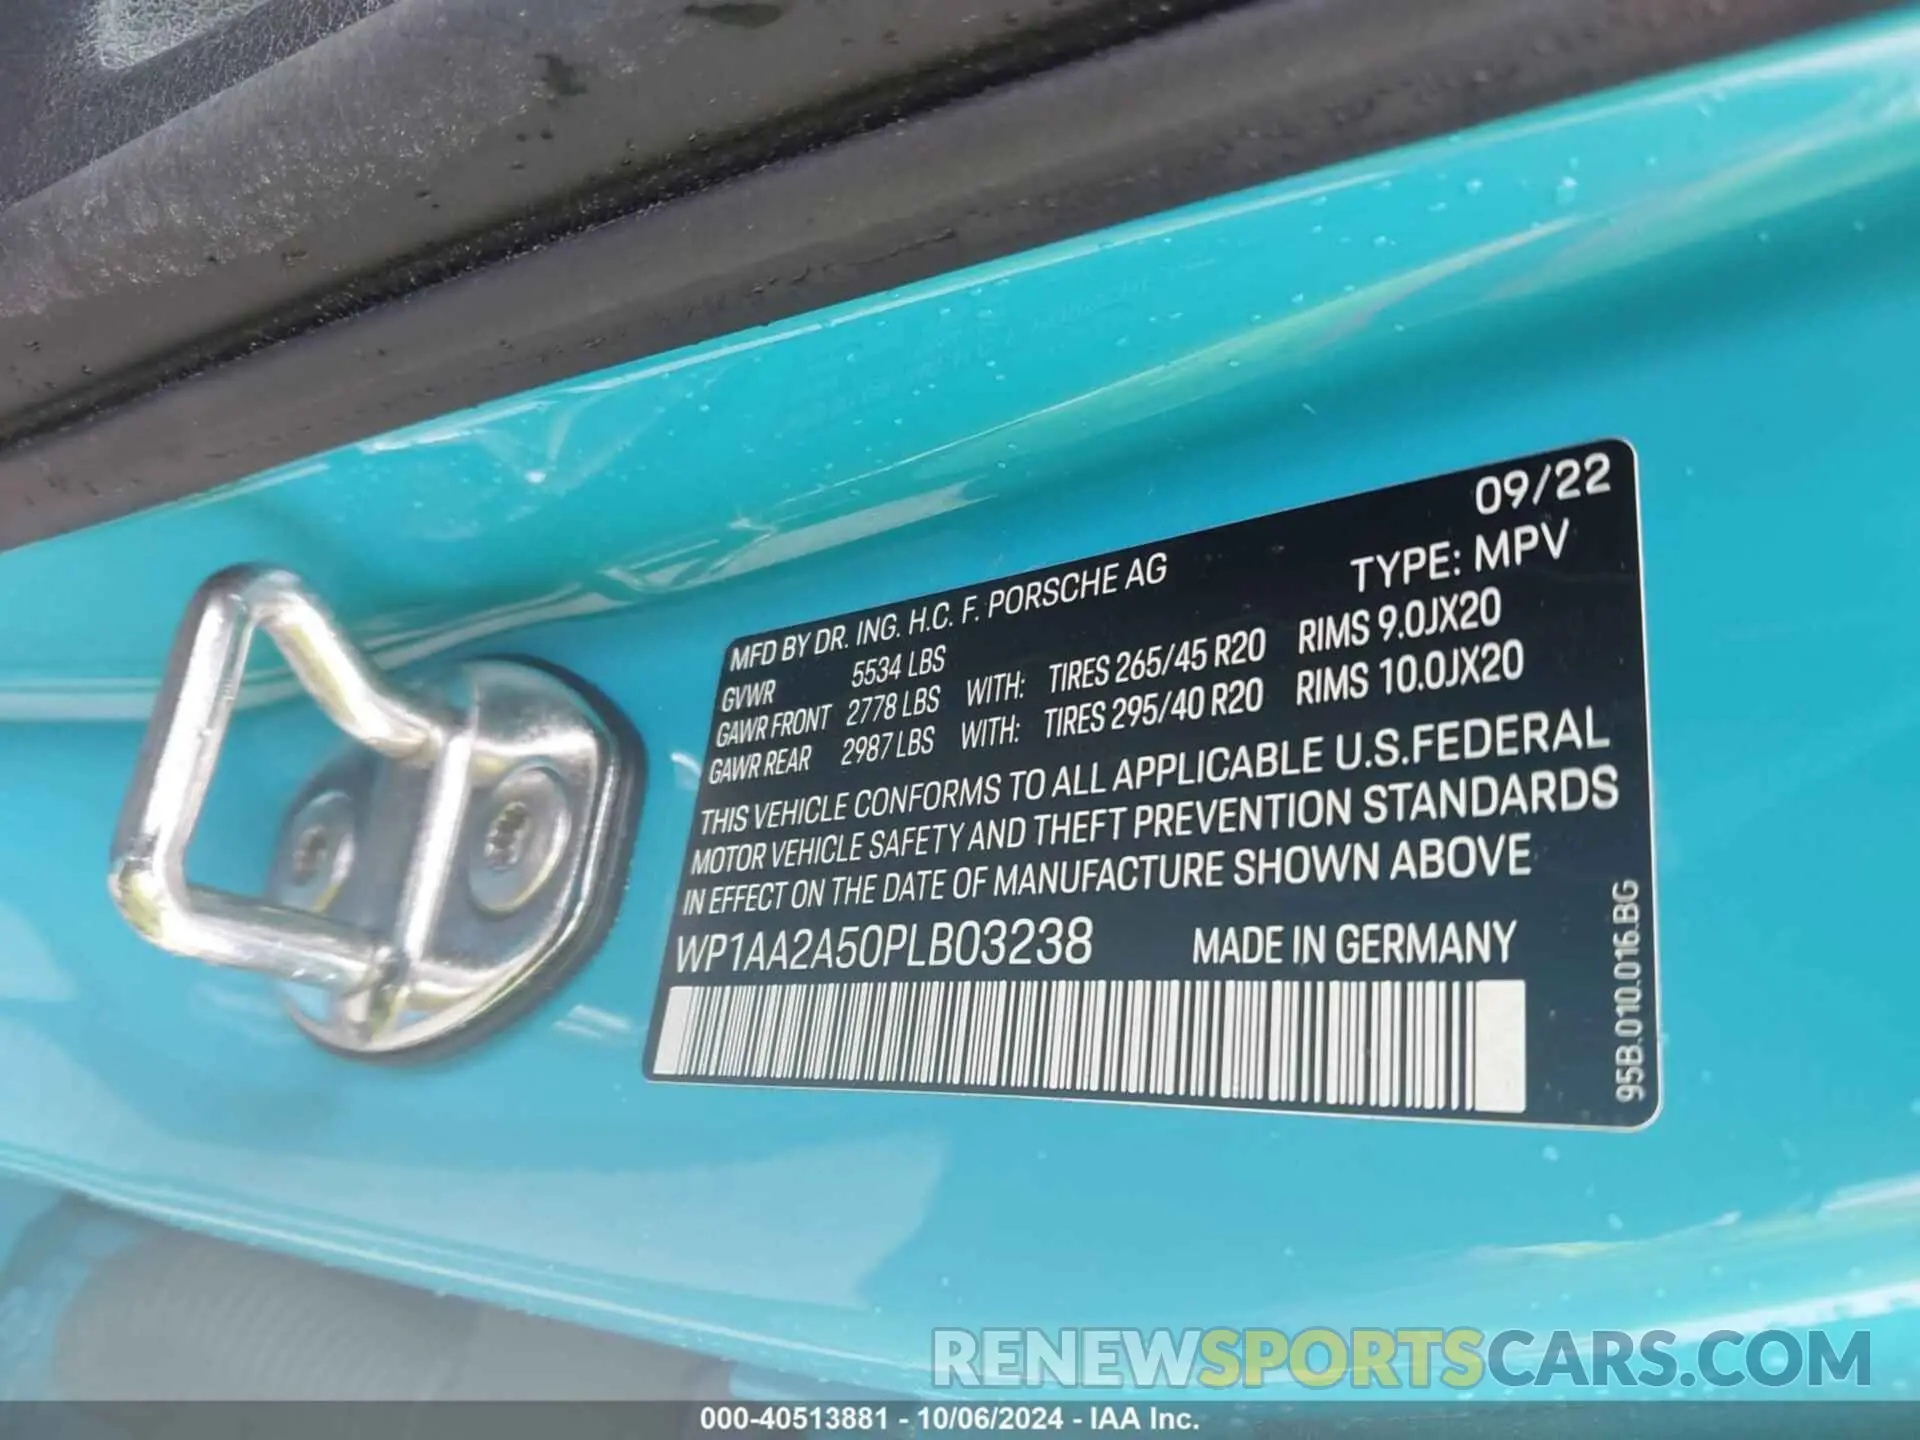 09/22
MFD BY DR. ING. H.C. F. PORSCHE AG TYPE: MPV
GVWR 5534 LBS
GAWR FRONT 2778 LBS WITH: TIRES 265/45 R20 RIMS 9.0JX20
GAWR REAR 2987 LBS WITH: TIRES 295/40 R20 RIMS 10.0JX20
THIS VEHICLE CONFORMS TO ALL APPLICABLE U.S.FEDERAL
MOTOR VEHICLE SAFETY AND THEFT PREVENTION STANDARDS
IN EFFECT ON THE DATE OF MANUFACTURE SHOWN ABOVE
WP1AA2A50PLB03238 MADE IN GERMANY
95B.010.016.BG
RENEWSPORTSCARS.COM
000-40513881 - 10/06/2024 - IAA Inc.